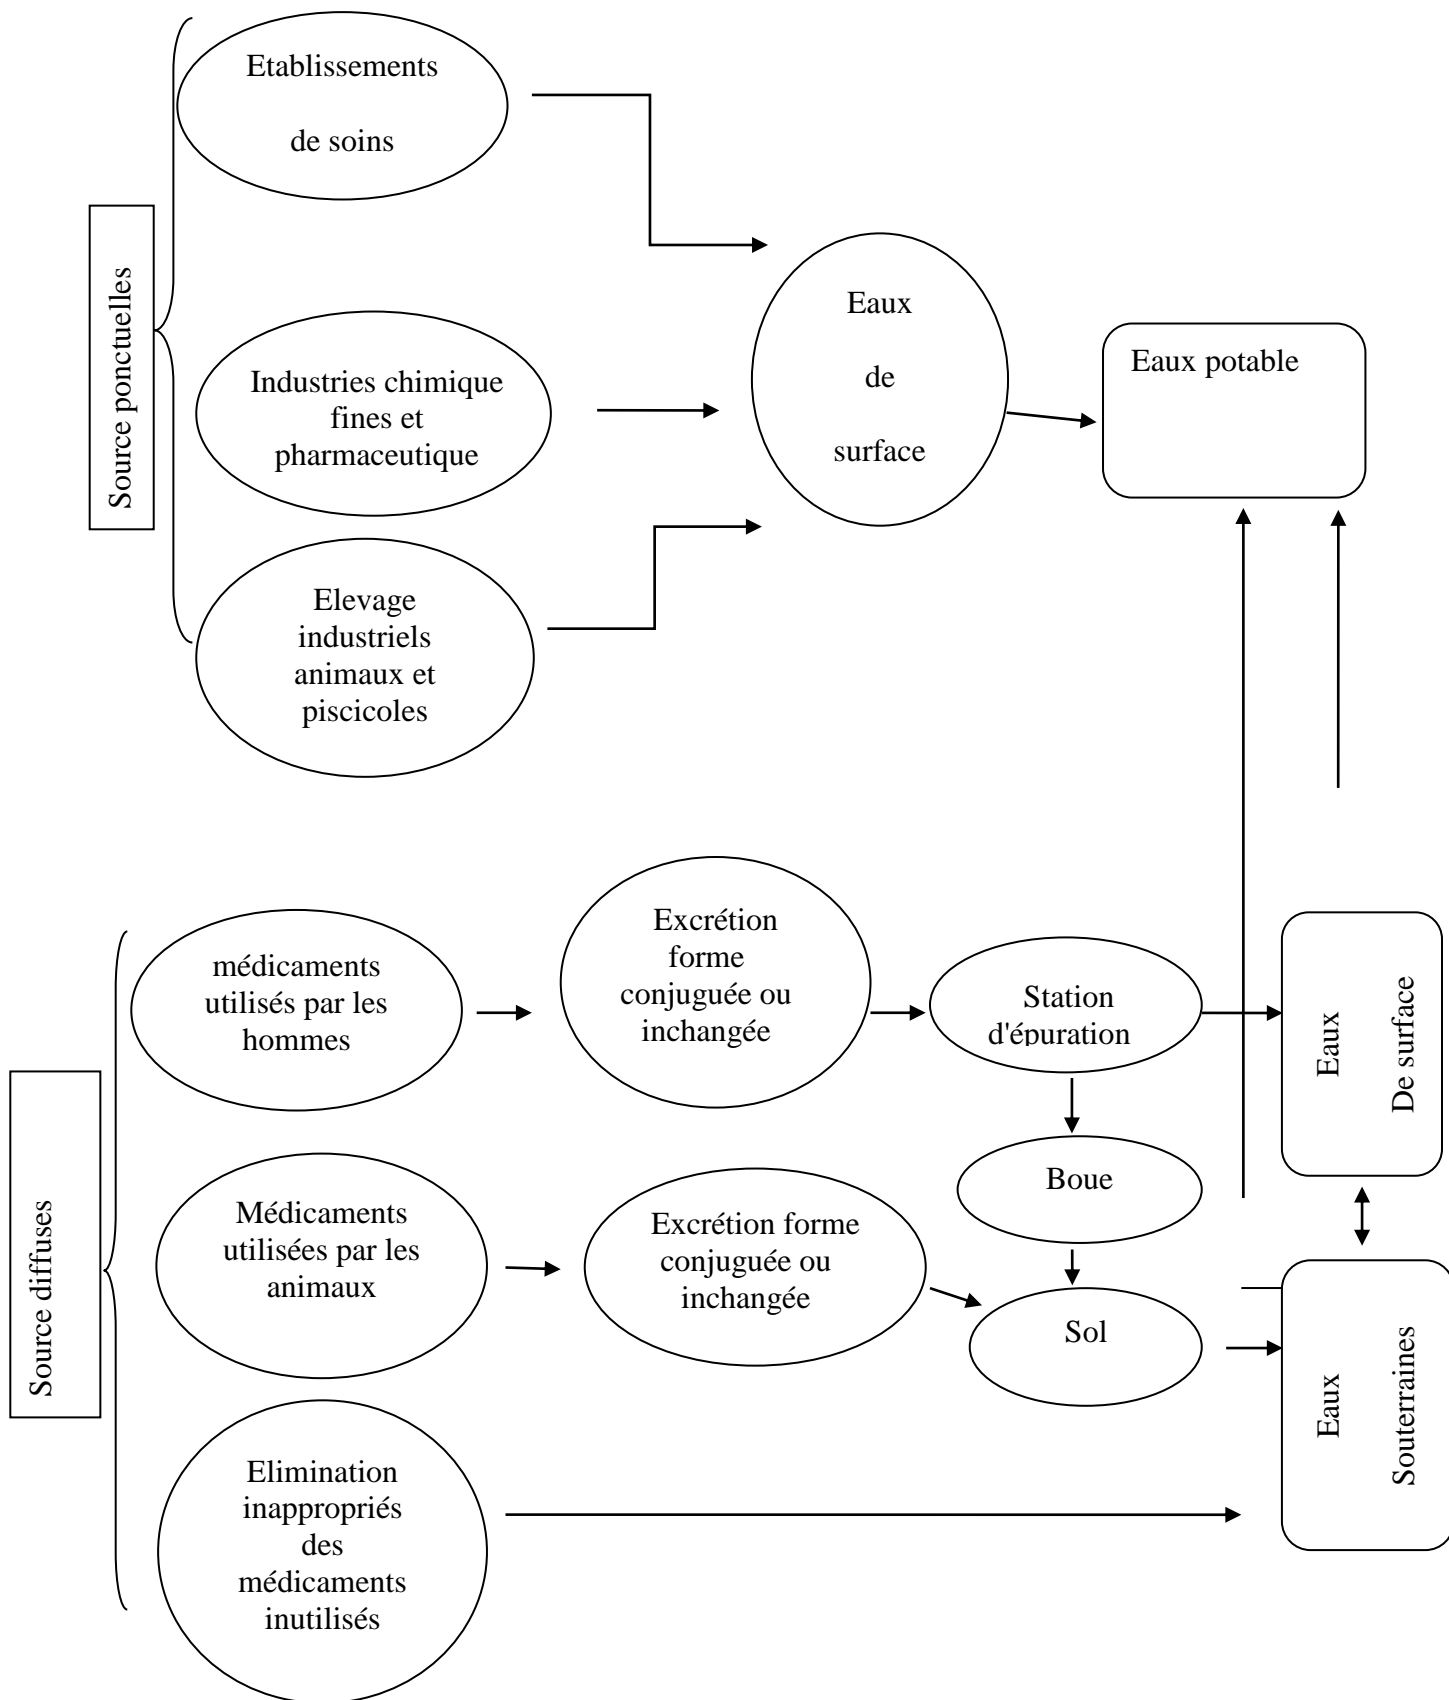 Source ponctuelles
Etablissements
de soins
Industries chimique
fines et
pharmaceutique
Elevage
industriels
animaux et
piscicoles
Eaux
de
surface
Eaux potable
Source diffuses
médicaments
utilisés par les
hommes
Excrétion
forme
conjuguée ou
inchangée
Station
d'épuration
Eaux
De surface
Boue
Médicaments
utilisées par les
animaux
Excrétion forme
conjuguée ou
inchangée
Sol
Eaux
Souterraines
Elimination
inappropriés
des
médicaments
inutilisés